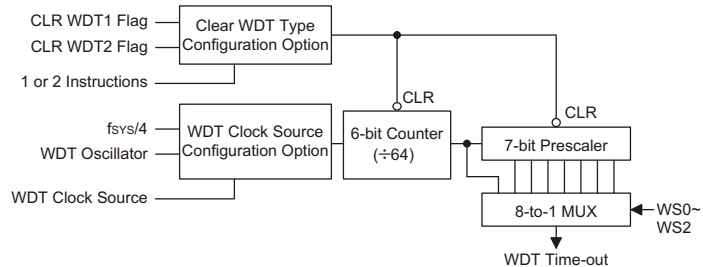 CLR WDT1 Flag
CLR WDT2 Flag
1 or 2 Instructions
Clear WDT Type
Configuration Option
CLR
CLR
fSYS/4
WDT Oscillator
WDT Clock Source
WDT Clock Source
Configuration Option
6-bit Counter
(÷64)
7-bit Prescaler
8-to-1 MUX
WS0~
WS2
WDT Time-out